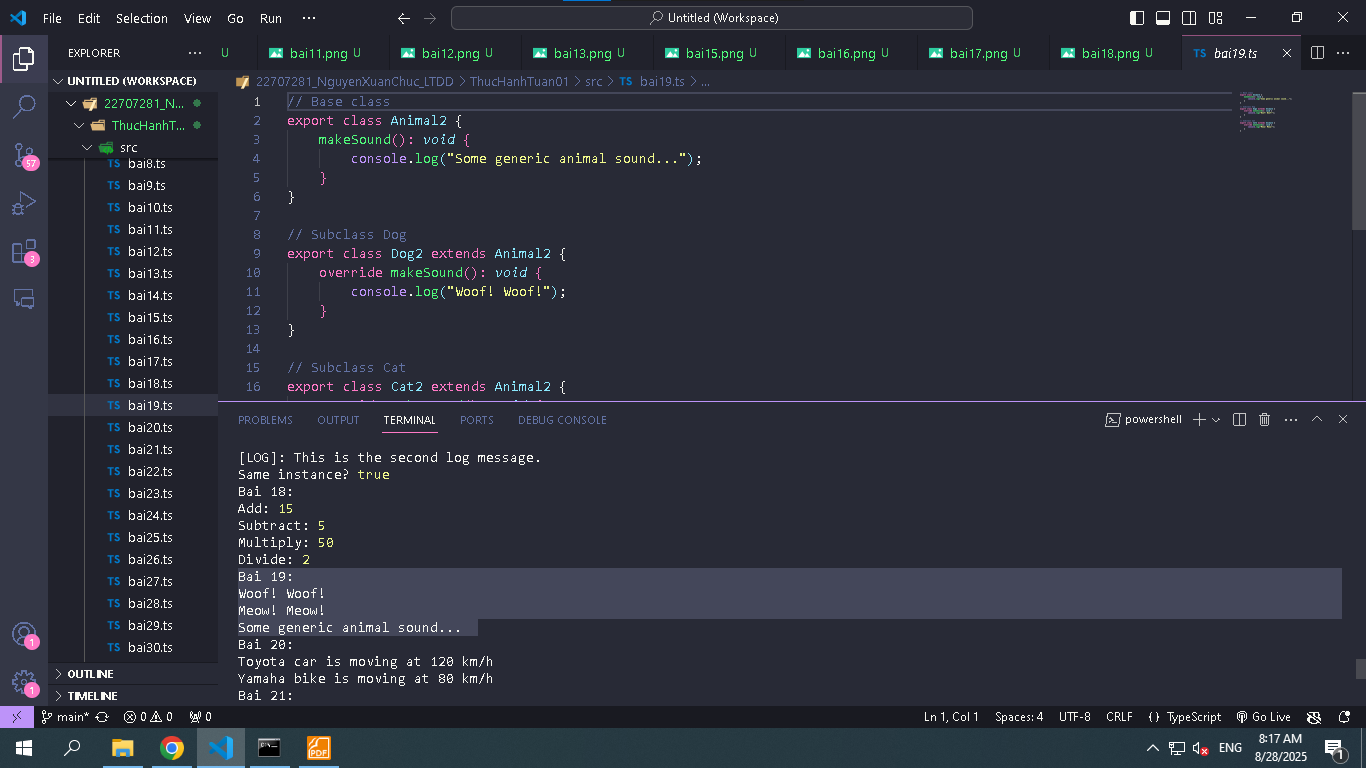 File Edit Selection View Go Run ··· Untitled (Workspace)
EXPLORER ··· U bai11.png U bai12.png U bai13.png U bai15.png U bai16.png U bai17.png U bai18.png U TS bai19.ts
UNTITLED (WORKSPACE)
22707281_N...
ThucHanhT...
src
TS bai8.ts
TS bai9.ts
TS bai10.ts
TS bai11.ts
TS bai12.ts
TS bai13.ts
TS bai14.ts
TS bai15.ts
TS bai16.ts
TS bai17.ts
TS bai18.ts
TS bai19.ts
TS bai20.ts
TS bai21.ts
TS bai22.ts
TS bai23.ts
TS bai24.ts
TS bai25.ts
TS bai26.ts
TS bai27.ts
TS bai28.ts
TS bai29.ts
TS bai30.ts
OUTLINE
TIMELINE
57
3
1
1
22707281_NguyenXuanChuc_LTDD > ThucHanhTuan01 > src > TS bai19.ts > ...
1 // Base class
2 export class Animal2 {
3 makeSound(): void {
4 console.log("Some generic animal sound...");
5 }
6 }
7
8 // Subclass Dog
9 export class Dog2 extends Animal2 {
10 override makeSound(): void {
11 console.log("Woof! Woof!");
12 }
13 }
14
15 // Subclass Cat
16 export class Cat2 extends Animal2 {
PROBLEMS OUTPUT TERMINAL PORTS DEBUG CONSOLE powershell
[LOG]: This is the second log message.
Same instance? true
Bai 18:
Add: 15
Subtract: 5
Multiply: 50
Divide: 2
Bai 19:
Woof! Woof!
Meow! Meow!
Some generic animal sound...
Bai 20:
Toyota car is moving at 120 km/h
Yamaha bike is moving at 80 km/h
Bai 21:
main* 0 0 0 Ln 1, Col 1 Spaces: 4 UTF-8 CRLF {} TypeScript Go Live
PDF ENG 8:17 AM
8/28/2025 1